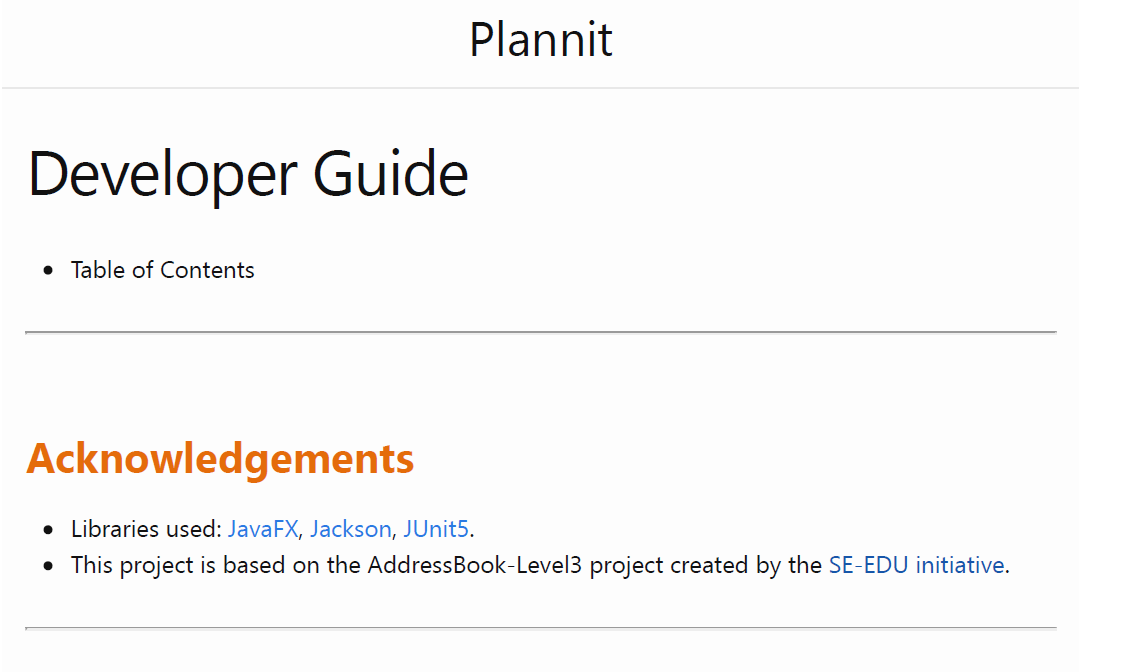 Plannit
Developer Guide
• Table of Contents
Acknowledgements
• Libraries used: JavaFX, Jackson, JUnit5.
• This project is based on the AddressBook-Level3 project created by the SE-EDU initiative.